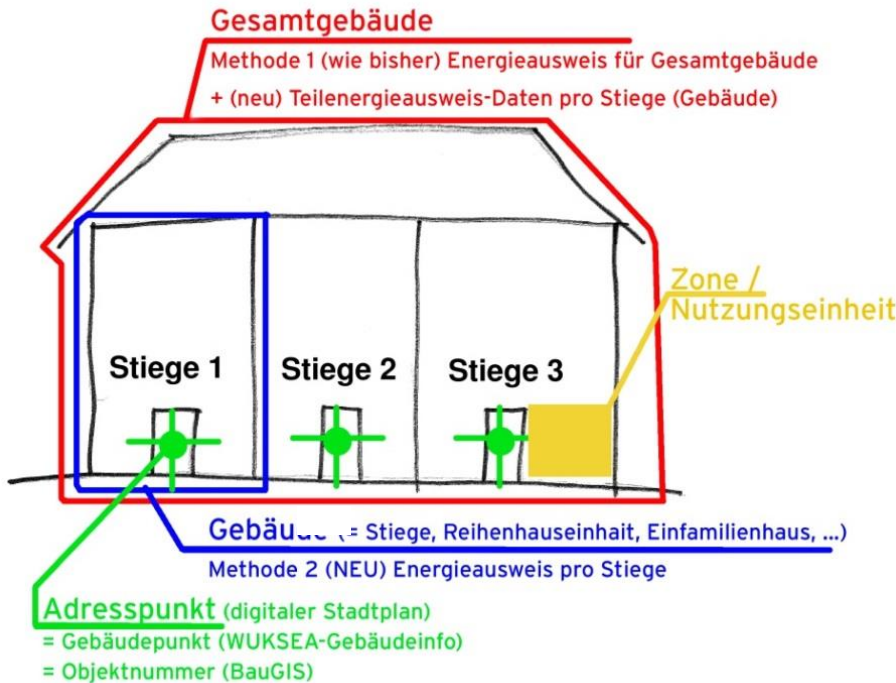 Gesamtgebäude
Methode 1 (wie bisher) Energieausweis für Gesamtgebäude
+ (neu) Teilenergieausweis-Daten pro Stiege (Gebäude)
Zone /
Nutzungseinheit
Stiege 1 Stiege 2 Stiege 3
(= Stiege, Reihenhauseinhait, Einfamilienhaus, ...)
Methode 2 (NEU) Energieausweis pro Stiege
Adresspunkt (digitaler Stadtplan)
= Gebäudepunkt (WUKSEA-Gebäudeinfo)
= Objektnummer (BauGIS)